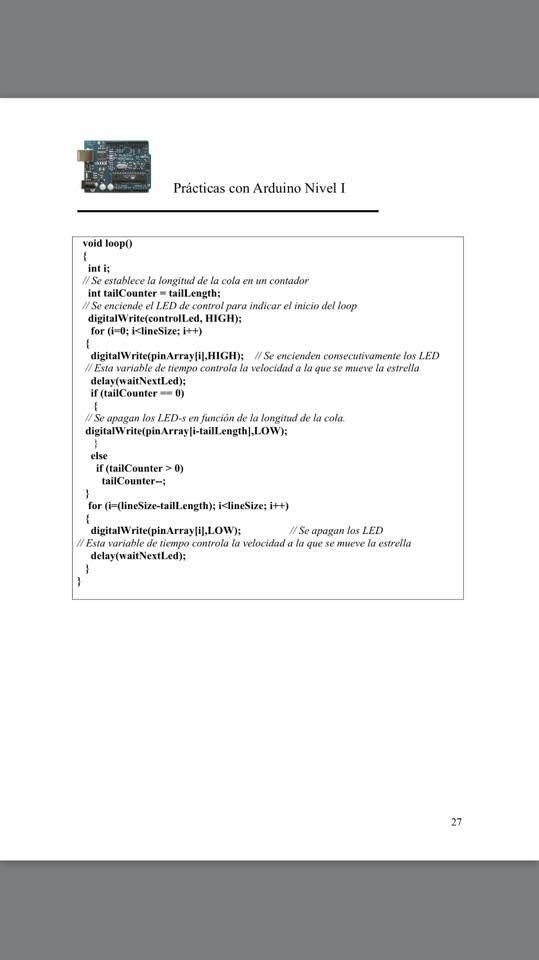 Prácticas con Arduino Nivel I
void loop()
{
int i;
// Se establece la longitud de la cola en un contador
int tailCounter = tailLength;
// Se enciende el LED de control para indicar el inicio del loop
digitalWrite(controlLed, HIGH);
for (i=0; i<lineSize; i++)
{
digitalWrite(pinArray[i],HIGH); // Se encienden consecutivamente los LED
// Esta variable de tiempo controla la velocidad a la que se mueve la estrella
delay(waitNextLed);
if (tailCounter == 0)
{
// Se apagan los LED-s en función de la longitud de la cola.
digitalWrite(pinArray[i-tailLength],LOW);
}
else
if (tailCounter > 0)
tailCounter--;
}
for (i=(lineSize-tailLength); i<lineSize; i++)
{
digitalWrite(pinArray[i],LOW); // Se apagan los LED
// Esta variable de tiempo controla la velocidad a la que se mueve la estrella
delay(waitNextLed);
}
}
27